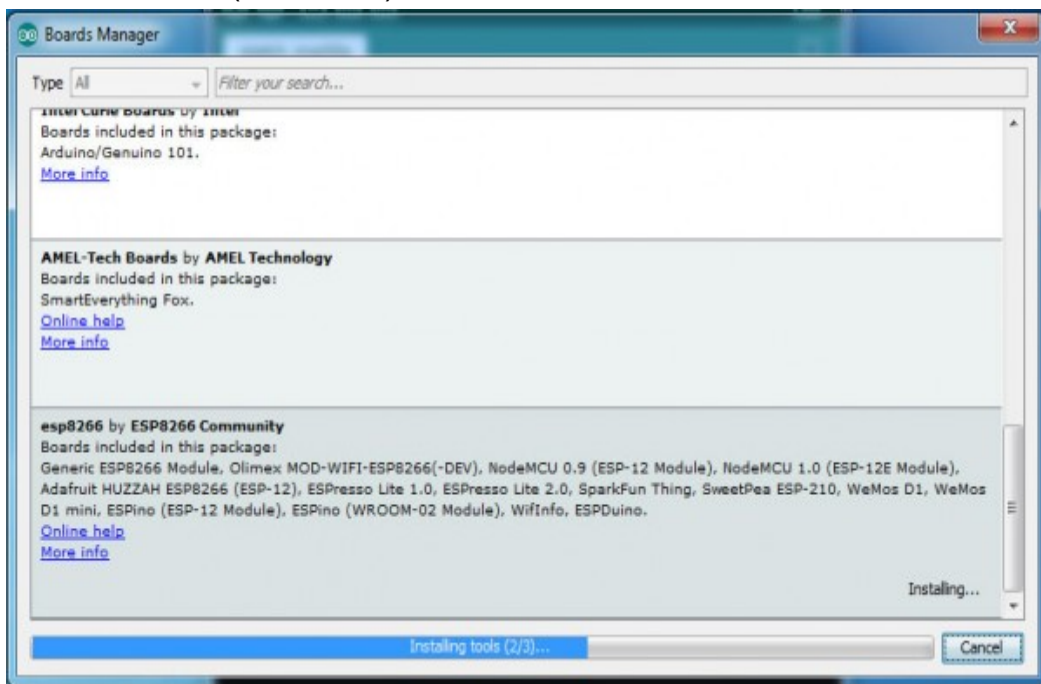 Boards Manager
Type All Filter your search...
Intel Curie Boards by Intel
Boards included in this package:
Arduino/Genuino 101.
More info
AMEL-Tech Boards by AMEL Technology
Boards included in this package:
SmartEverything Fox.
Online help
More info
esp8266 by ESP8266 Community
Boards included in this package:
Generic ESP8266 Module, Olimex MOD-WIFI-ESP8266(-DEV), NodeMCU 0.9 (ESP-12 Module), NodeMCU 1.0 (ESP-12E Module),
Adafruit HUZZAH ESP8266 (ESP-12), ESPresso Lite 1.0, ESPresso Lite 2.0, SparkFun Thing, SweetPea ESP-210, WeMos D1, WeMos
D1 mini, ESPino (ESP-12 Module), ESPino (WROOM-02 Module), WifInfo, ESPDuino.
Online help
More info
Installing...
Installing tools (2/3)...
Cancel